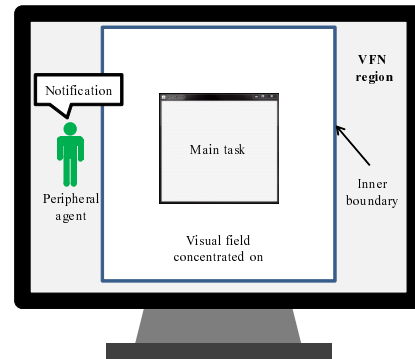 VFN
region
Notification
Main task
Peripheral
agent
Inner
boundary
Visual field
concentrated on